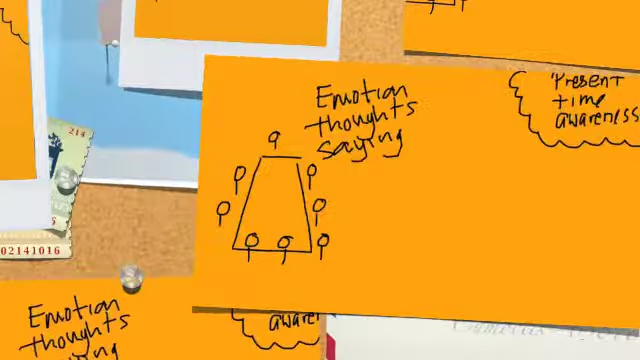 214
02141016
Emotion
thoughts
saying
Present
time
awareness
Emotion
thoughts